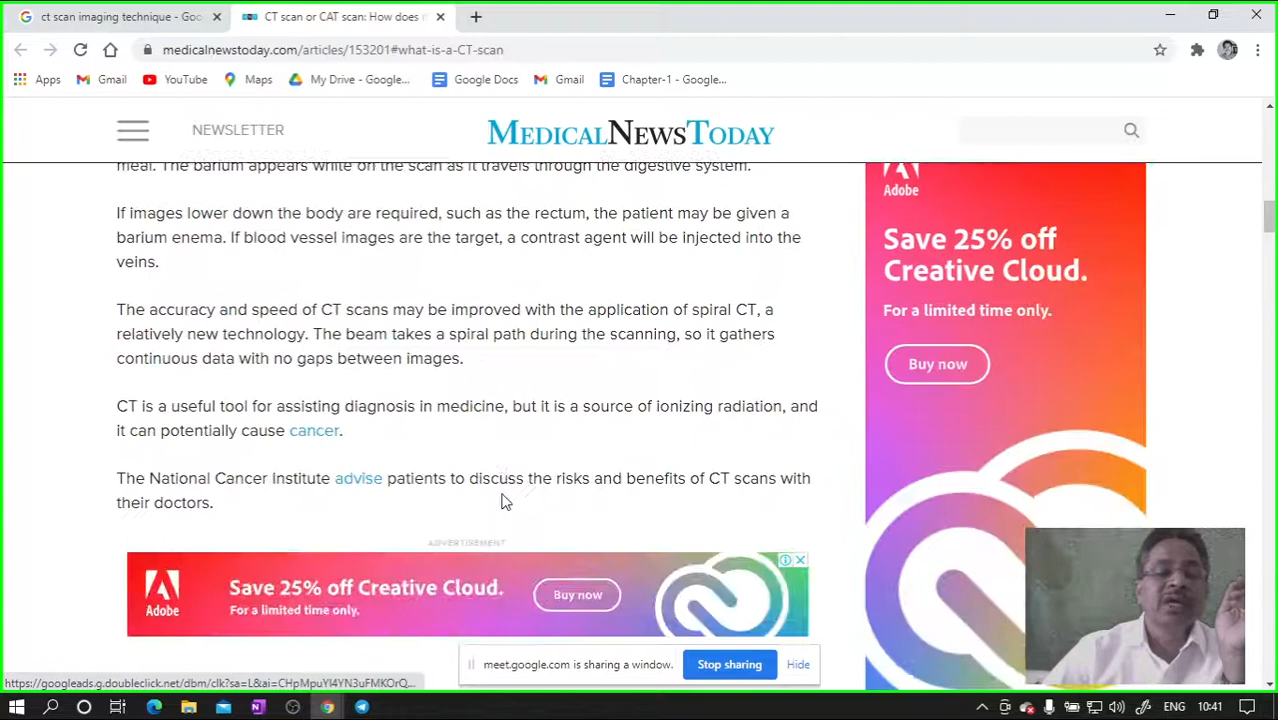 ct scan imaging technique - Goo
CT scan or CAT scan: How does
medicalnewstoday.com/articles/153201#what-is-a-CT-scan
Apps
Gmail
YouTube
Maps
My Drive - Google...
Google Docs
Gmail
Chapter-1 - Google...
NEWSLETTER
MEDICALNEWSTODAY
meal. The barium appears white on the scan as it travels through the digestive system.
If images lower down the body are required, such as the rectum, the patient may be given a
barium enema. If blood vessel images are the target, a contrast agent will be injected into the
veins.
The accuracy and speed of CT scans may be improved with the application of spiral CT, a
relatively new technology. The beam takes a spiral path during the scanning, so it gathers
continuous data with no gaps between images.
CT is a useful tool for assisting diagnosis in medicine, but it is a source of ionizing radiation, and
it can potentially cause cancer.
The National Cancer Institute advise patients to discuss the risks and benefits of CT scans with
their doctors.
ADVERTISEMENT
Adobe
Save 25% off Creative Cloud.
For a limited time only.
Buy now
Adobe
Save 25% off
Creative Cloud.
For a limited time only.
Buy now
meet.google.com is sharing a window.
Stop sharing
Hide
https://googleads.g.doubleclick.net/dbm/clk?sa=L&ai=CHpMpuYl4YN3uFMKOrQ...
ENG
10:41